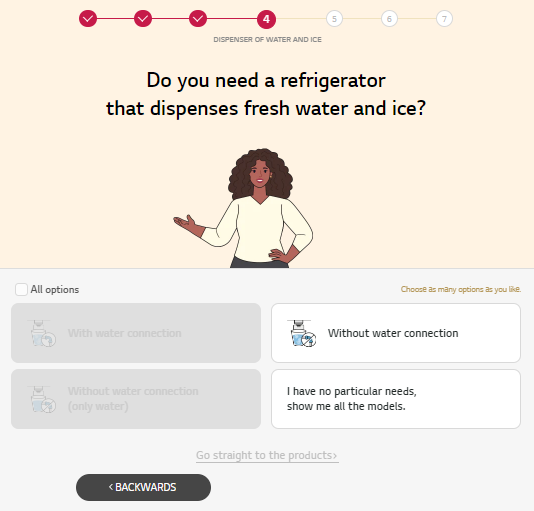 4 5 6 7
DISPENSER OF WATER AND ICE
Do you need a refrigerator
that dispenses fresh water and ice?
All options
Choose as many options as you like.
With water connection
Without water connection
Without water connection
(only water)
I have no particular needs,
show me all the models.
Go straight to the products›
‹ BACKWARDS